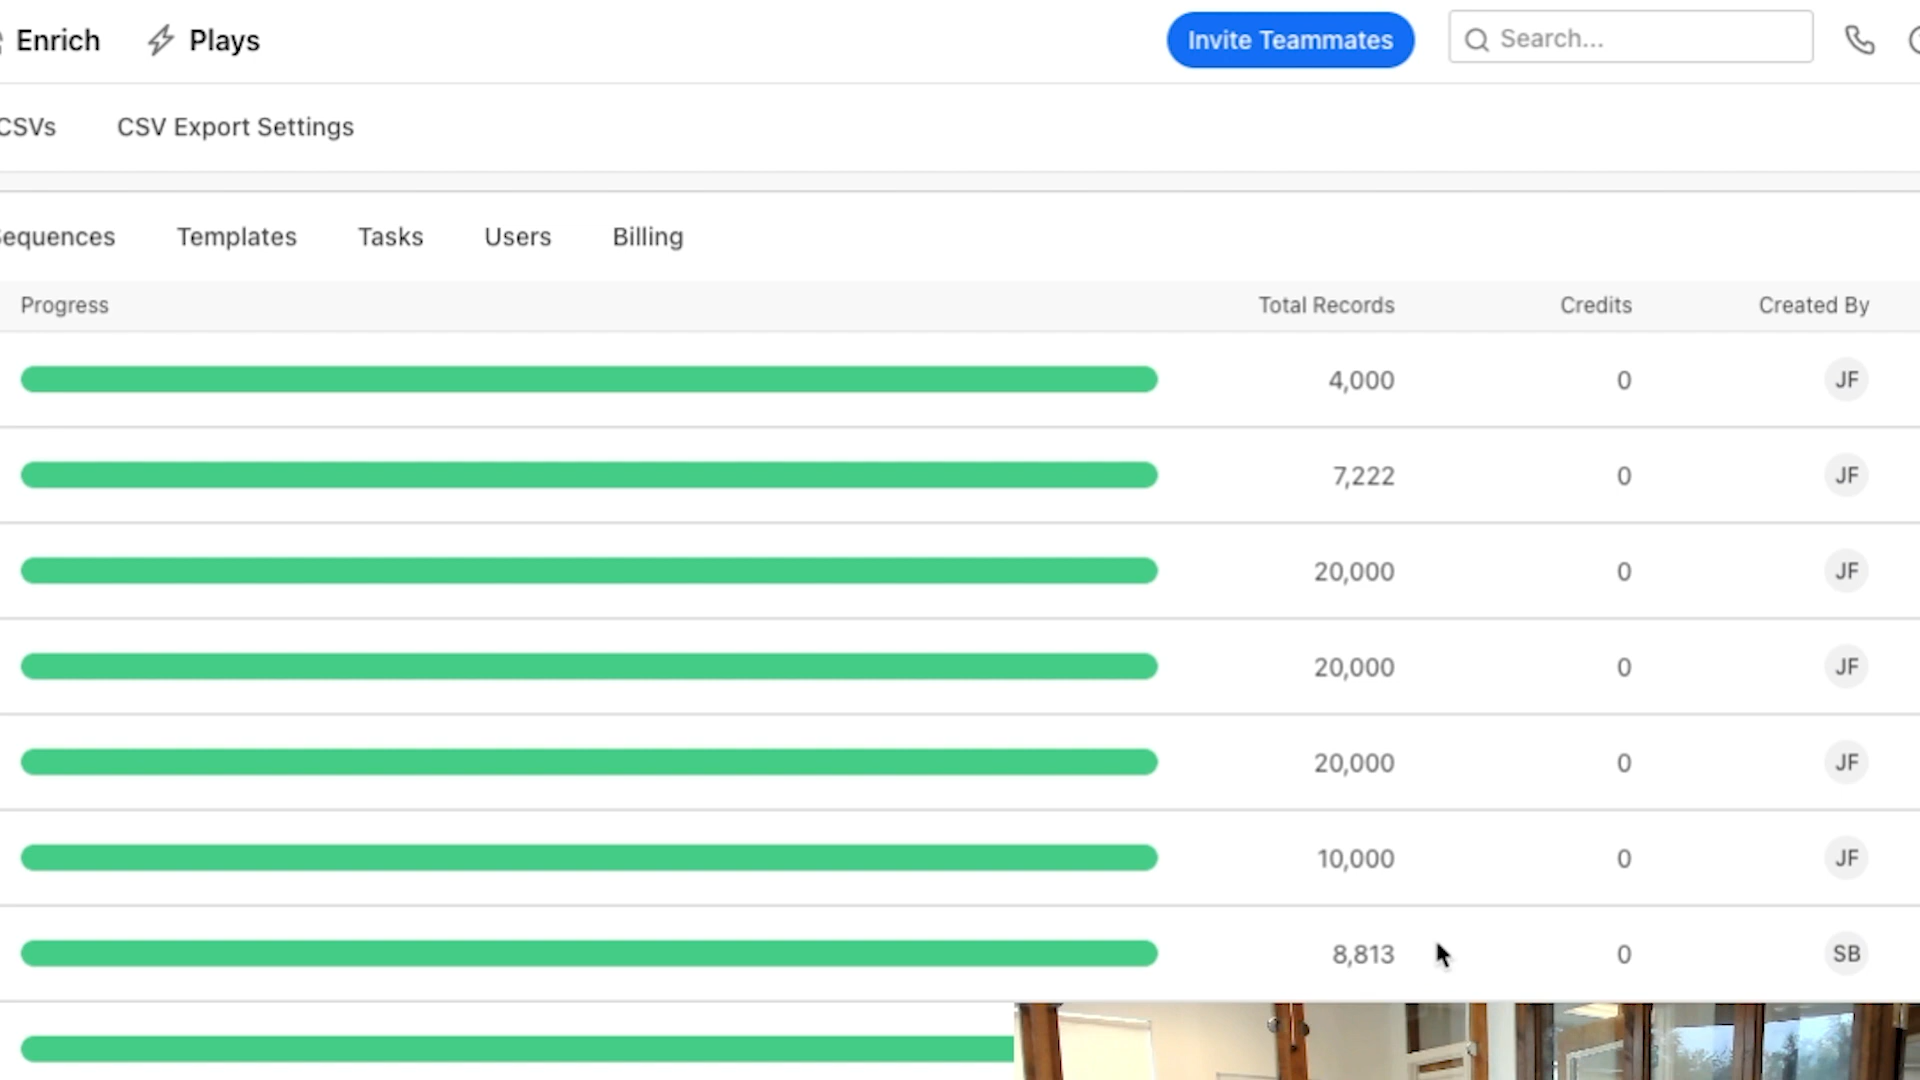 Enrich Plays Invite Teammates Search...
CSVs CSV Export Settings
Sequences Templates Tasks Users Billing
Progress Total Records Credits Created By
4,000 0 JF
7,222 0 JF
20,000 0 JF
20,000 0 JF
20,000 0 JF
10,000 0 JF
8,813 0 SB